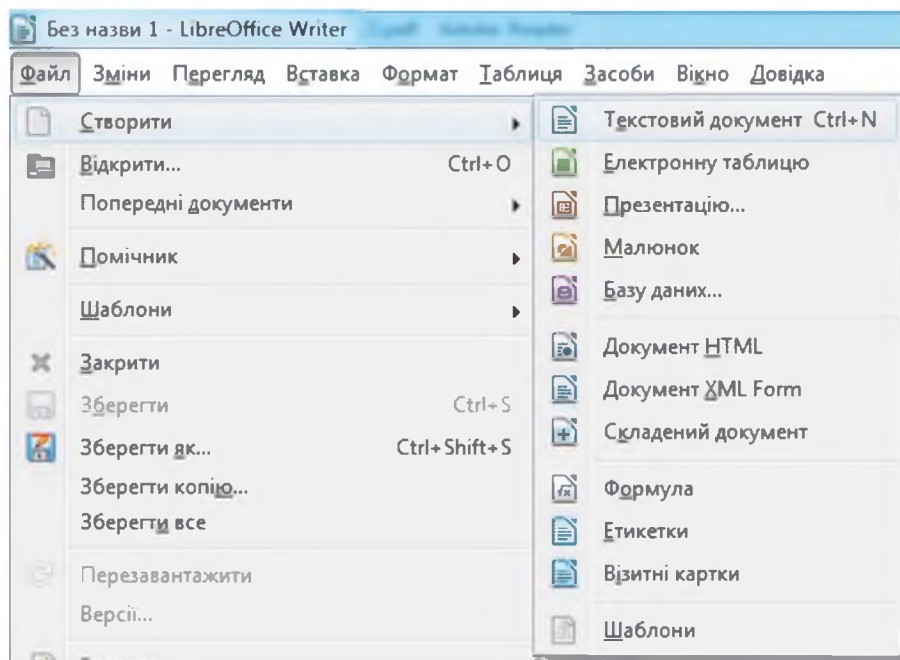 Без назви 1 - LibreOffice Writer
Файл Зміни Перегляд Вставка Формат Таблиця Засоби Вікно Довідка
Створити
Відкрити... Ctrl+O
Попередні документи
Помічник
Шаблони
Закрити
Зберегти Ctrl+S
Зберегти як... Ctrl+Shift+S
Зберегти копію...
Зберегти все
Перезавантажити
Версії...
Текстовий документ Ctrl+N
Електронну таблицю
Презентацію...
Малюнок
Базу даних...
Документ HTML
Документ XML Form
Складений документ
Формула
Етикетки
Візитні картки
Шаблони